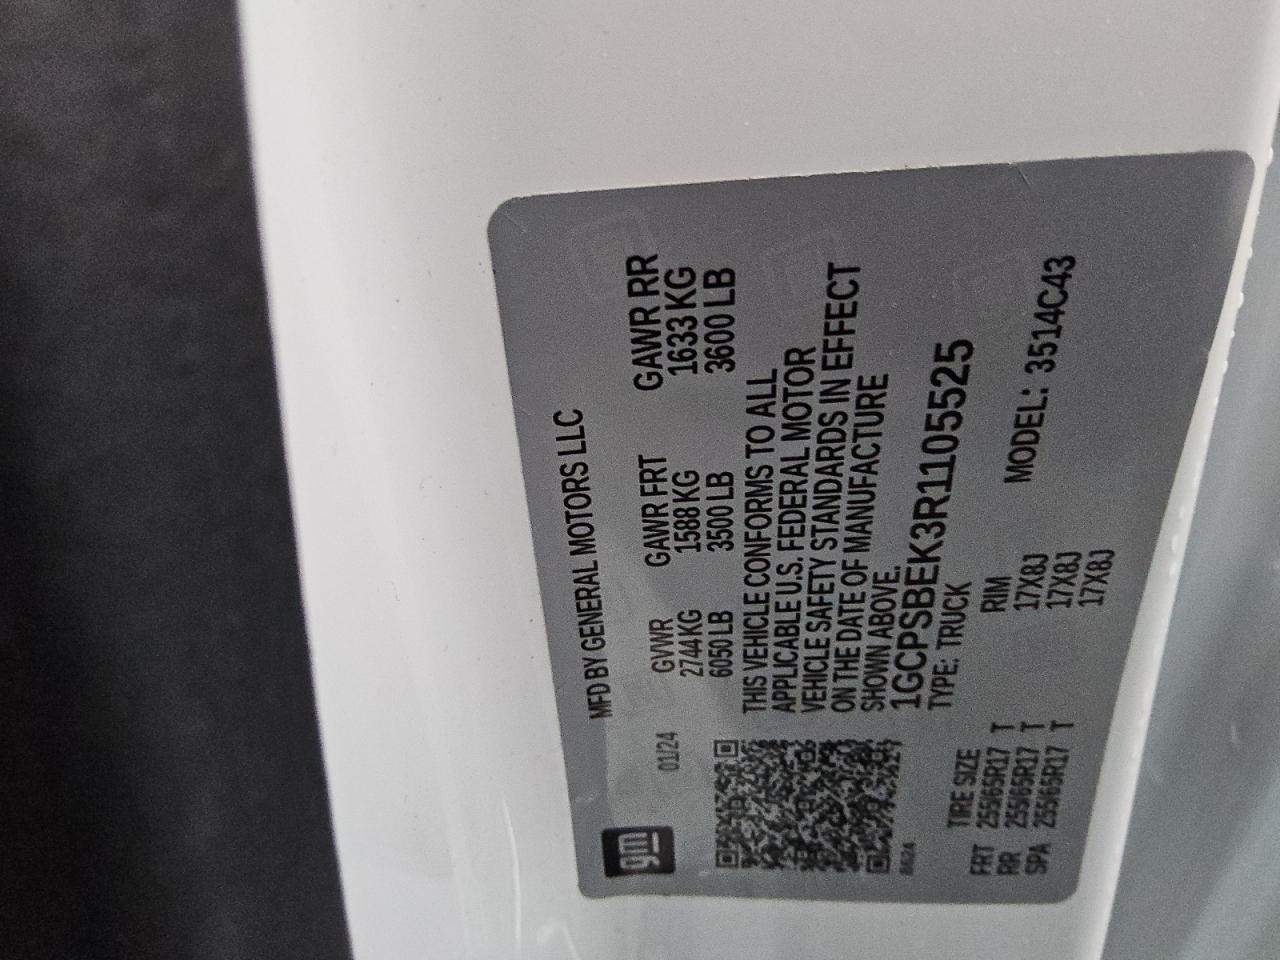 gm
MFD BY GENERAL MOTORS LLC
01/24
GVWR GAWR FRT GAWR RR
2744 KG 1588 KG 1633 KG
6050 LB 3500 LB 3600 LB
THIS VEHICLE CONFORMS TO ALL
APPLICABLE U.S. FEDERAL MOTOR
VEHICLE SAFETY STANDARDS IN EFFECT
ON THE DATE OF MANUFACTURE
SHOWN ABOVE.
1GCPSBEK3R1105525
TYPE: TRUCK
MODEL: 3514C43
TIRE SIZE RIM
FRT 255/65R17 T 17X8J
RR 255/65R17 T 17X8J
SPA 255/65R17 T 17X8J